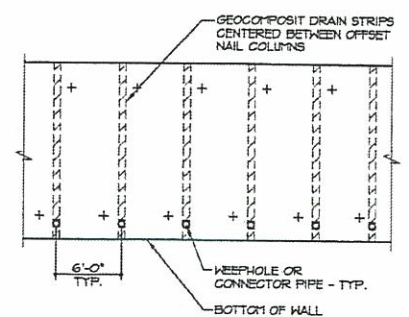 GEOCOMPOSIT DRAIN STRIPS
CENTERED BETWEEN OFFSET
NAIL COLUMNS
6'-0"
TYP.
WEEPHOLE OR
CONNECTOR PIPE - TYP.
BOTTOM OF WALL